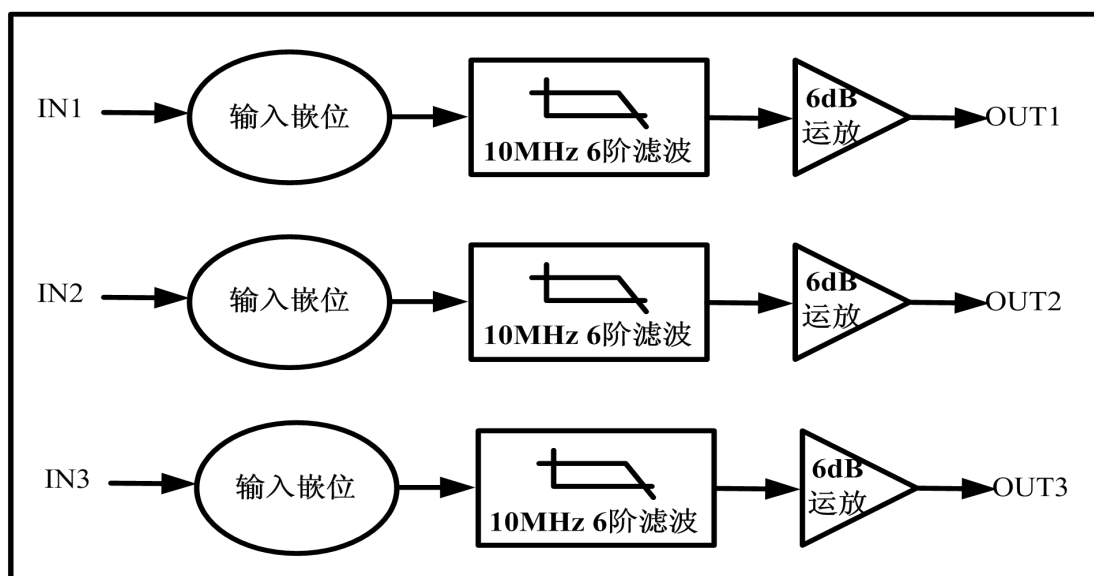 IN1
输入嵌位
10MHz 6阶滤波
6dB
运放
OUT1
IN2
输入嵌位
10MHz 6阶滤波
6dB
运放
OUT2
IN3
输入嵌位
10MHz 6阶滤波
6dB
运放
OUT3